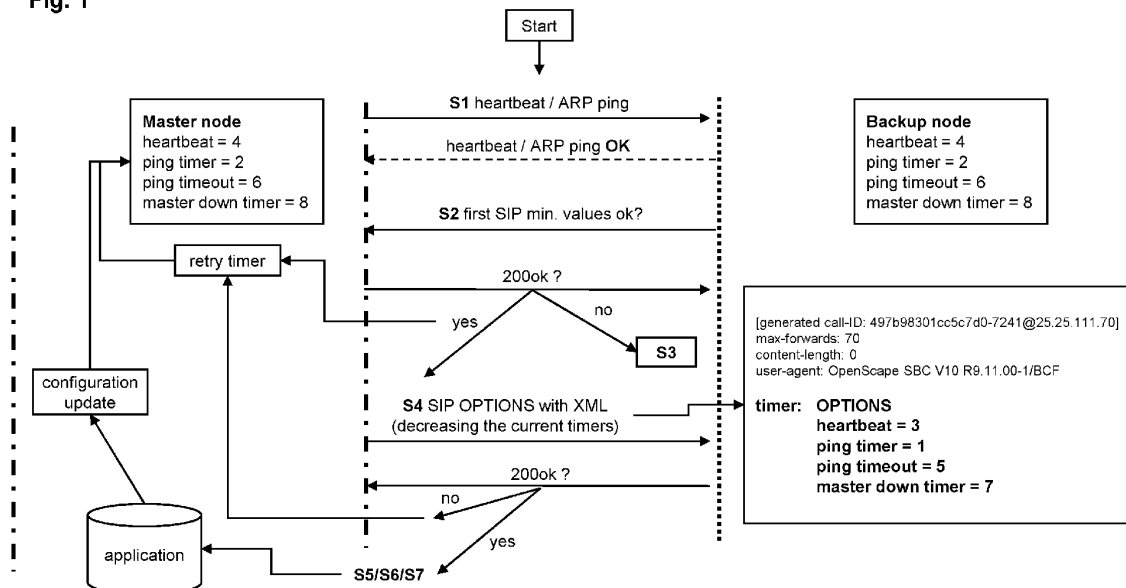 Fig. 1
Start
S1 heartbeat / ARP ping
Master node
heartbeat = 4
ping timer = 2
ping timeout = 6
master down timer = 8
heartbeat / ARP ping OK
Backup node
heartbeat = 4
ping timer = 2
ping timeout = 6
master down timer = 8
S2 first SIP min. values ok?
retry timer
200ok ?
yes
no
S3
[generated call-ID: 497b98301cc5c7d0-7241@25.25.111.70]
max-forwards: 70
content-length: 0
user-agent: OpenScape SBC V10 R9.11.00-1/BCF
timer: OPTIONS
heartbeat = 3
ping timer = 1
ping timeout = 5
master down timer = 7
configuration
update
S4 SIP OPTIONS with XML
(decreasing the current timers)
200ok ?
no
yes
application
S5/S6/S7